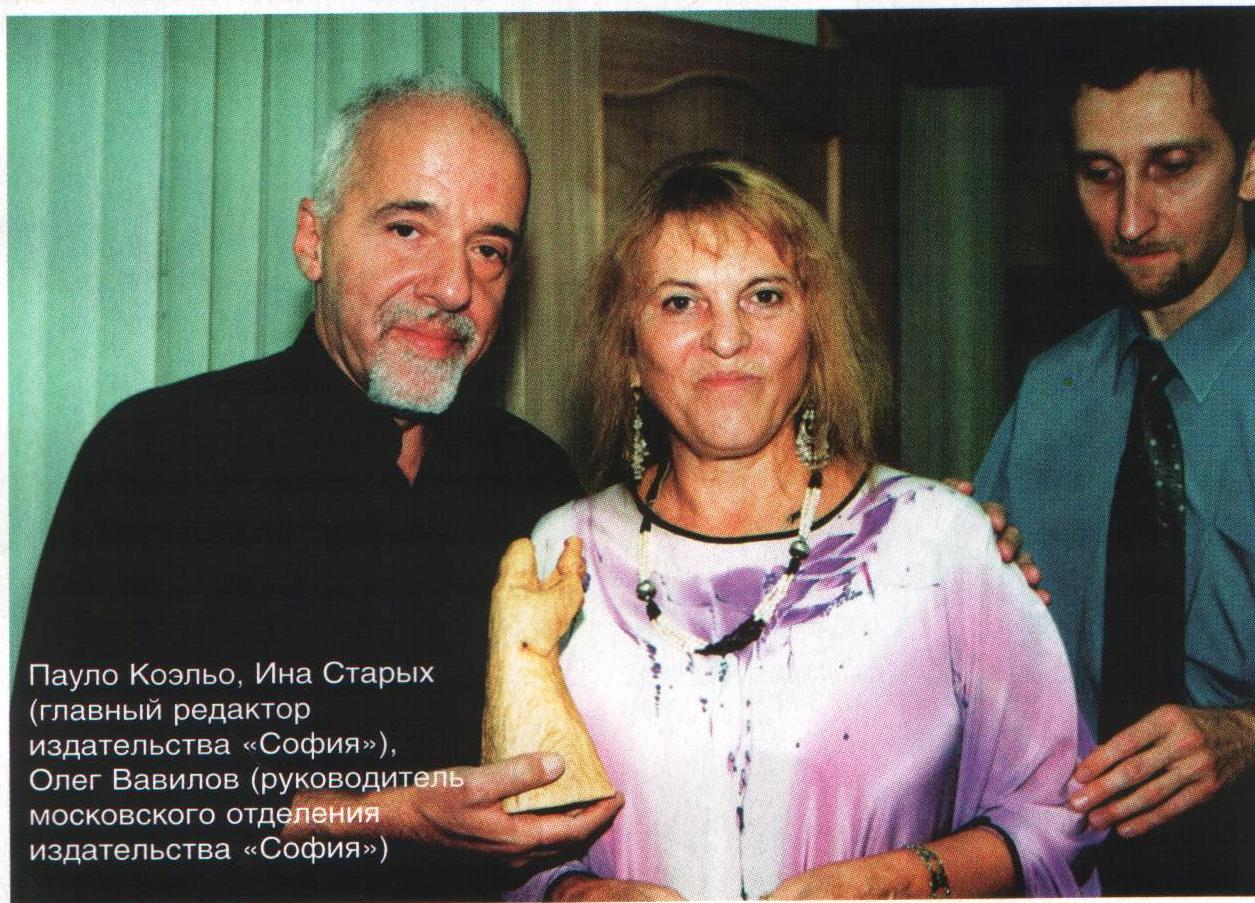 Пауло Коэльо, Ина Старых
(главный редактор
издательства «София»),
Олег Вавилов (руководитель
московского отделения
издательства «София»)